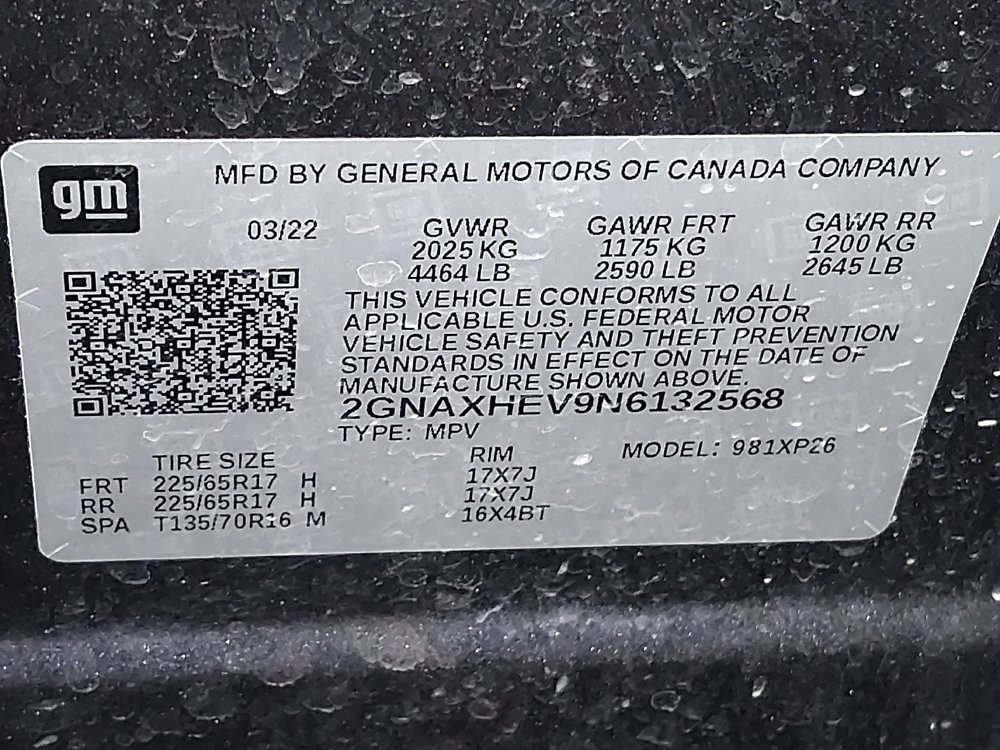 gm
MFD BY GENERAL MOTORS OF CANADA COMPANY
03/22 GVWR GAWR FRT GAWR RR
2025 KG 1175 KG 1200 KG
4464 LB 2590 LB 2645 LB
THIS VEHICLE CONFORMS TO ALL
APPLICABLE U.S. FEDERAL MOTOR
VEHICLE SAFETY AND THEFT PREVENTION
STANDARDS IN EFFECT ON THE DATE OF
MANUFACTURE SHOWN ABOVE.
2GNAXHEV9N6132568
TYPE: MPV
TIRE SIZE RIM MODEL: 981XP26
FRT 225/65R17 H 17X7J
RR 225/65R17 H 17X7J
SPA T135/70R16 M 16X4BT